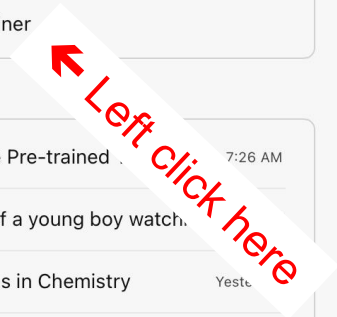 ner
Left click here
Pre-trained
7:26 AM
f a young boy watch
s in Chemistry
Yeste